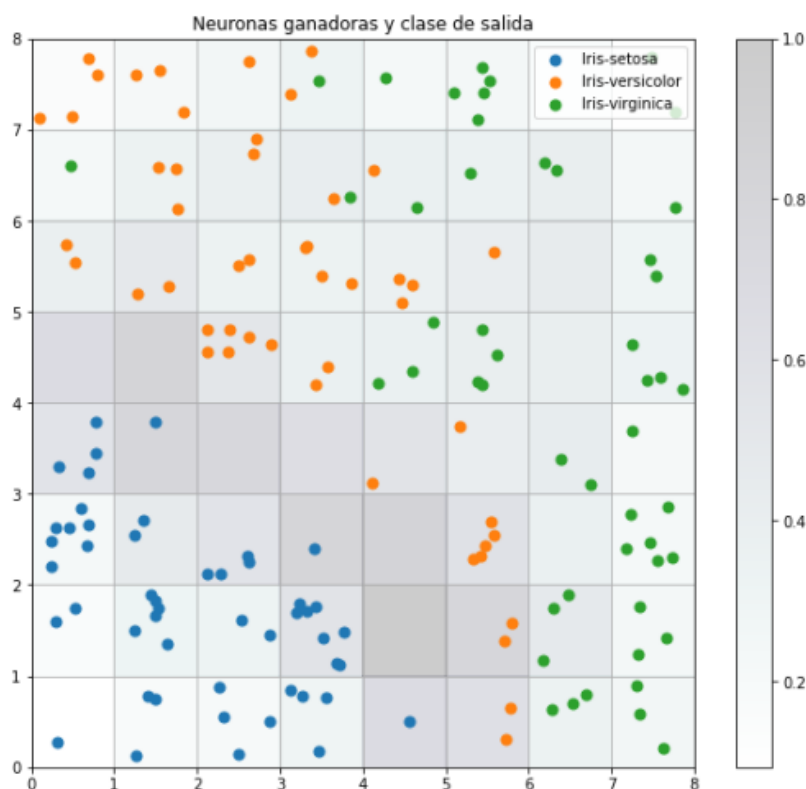 Neuronas ganadoras y clase de salida
Iris-setosa
Iris-versicolor
Iris-virginica
8
7
6
5
4
3
2
1
0
0 1 2 3 4 5 6 7 8
1.0
0.8
0.6
0.4
0.2